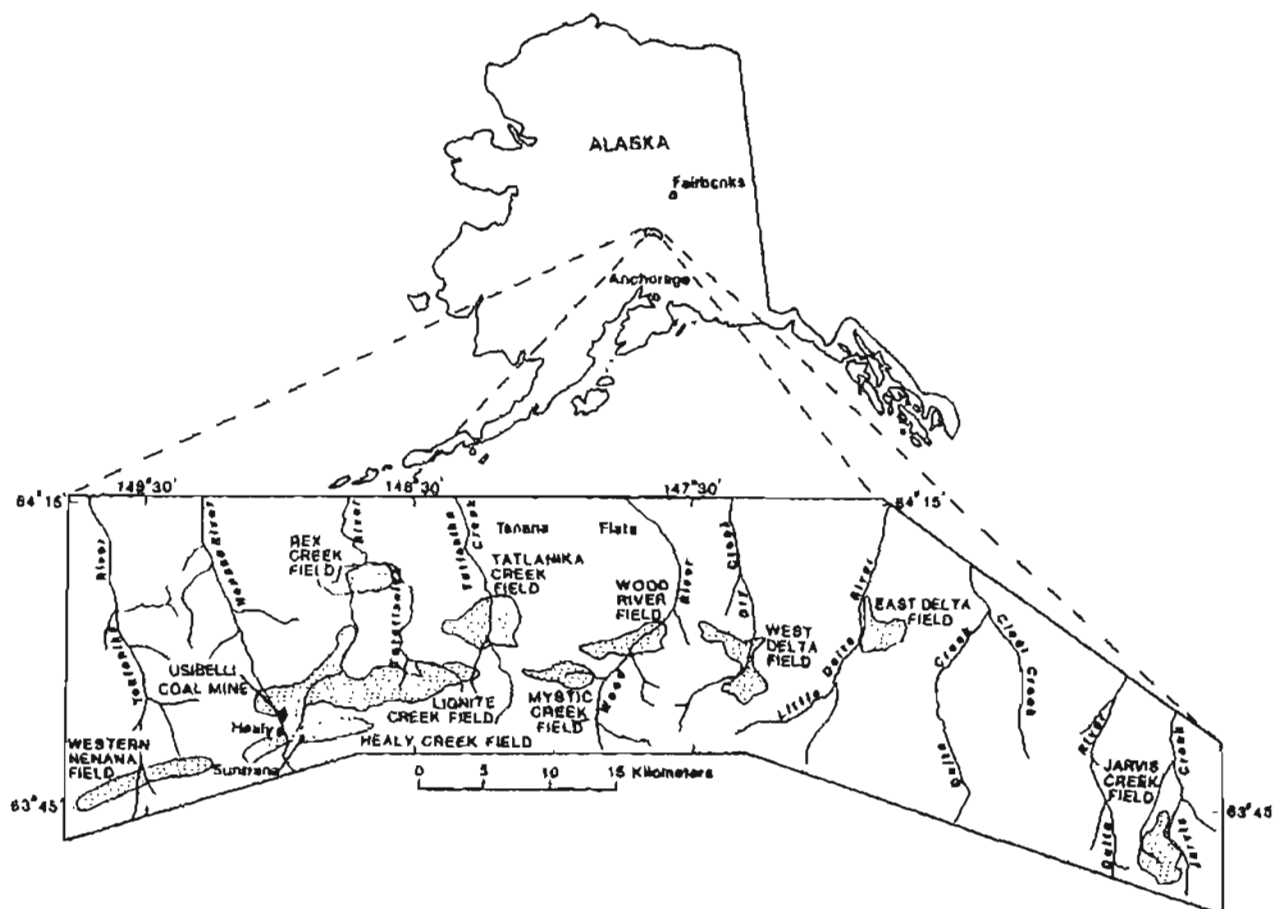 ALASKA
Fairbanks
Anchorage
149°30'
148°30'
147°30'
64°15'
64°15'
River
Nenana River
River
Tatlanika
Creek
Tanana Flats
REX
CREEK
FIELD
TATLANIKA
CREEK
FIELD
WOOD
RIVER
FIELD
River
Dry Creek
WEST
DELTA
FIELD
River
EAST DELTA
FIELD
Little Delta
Creek
Clear Creek
USIBELLI
COAL MINE
LIGNITE
CREEK FIELD
MYSTIC
CREEK
FIELD
Wood
Healy
HEALY CREEK FIELD
WESTERN
NENANA
FIELD
Suntrana
0 5 10 15 Kilometers
Delta
River
Creek
JARVIS
CREEK
FIELD
63°45'
63°45'
Delta
Jarvis